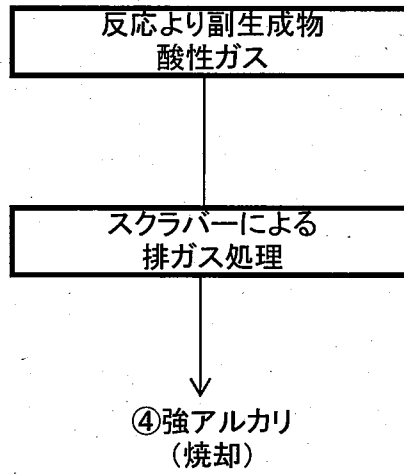 反応より副生成物
酸性ガス
スクラバーによる
排ガス処理
④強アルカリ
(焼却)